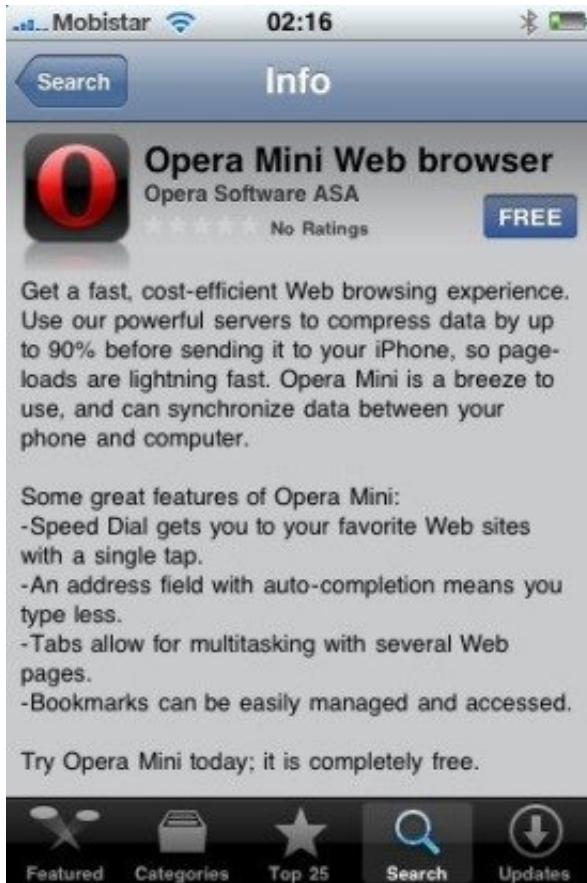 Mobistar 02:16
Search Info
Opera Mini Web browser
Opera Software ASA
No Ratings
FREE
Get a fast, cost-efficient Web browsing experience.
Use our powerful servers to compress data by up
to 90% before sending it to your iPhone, so page-
loads are lightning fast. Opera Mini is a breeze to
use, and can synchronize data between your
phone and computer.
Some great features of Opera Mini:
-Speed Dial gets you to your favorite Web sites
with a single tap.
-An address field with auto-completion means you
type less.
-Tabs allow for multitasking with several Web
pages.
-Bookmarks can be easily managed and accessed.
Try Opera Mini today; it is completely free.
Featured Categories Top 25 Search Updates